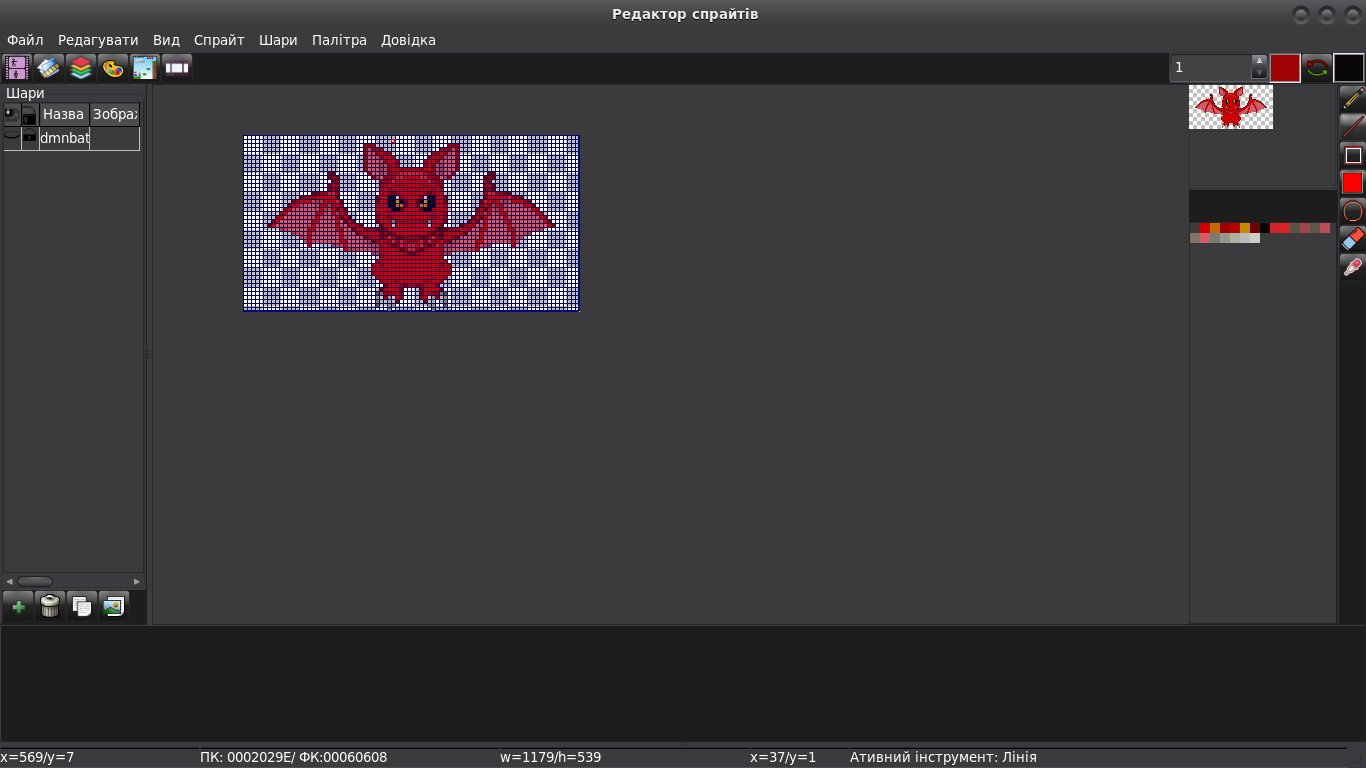 Редактор спрайтів
Файл Редагувати Вид Спрайт Шари Палітра Довідка
1
Шари
Назва Зобра
dmnbat
x=569/y=7 ПК: 0002029E/ ФК:00060608 w=1179/h=539 x=37/y=1 Ативний інструмент: Лінія